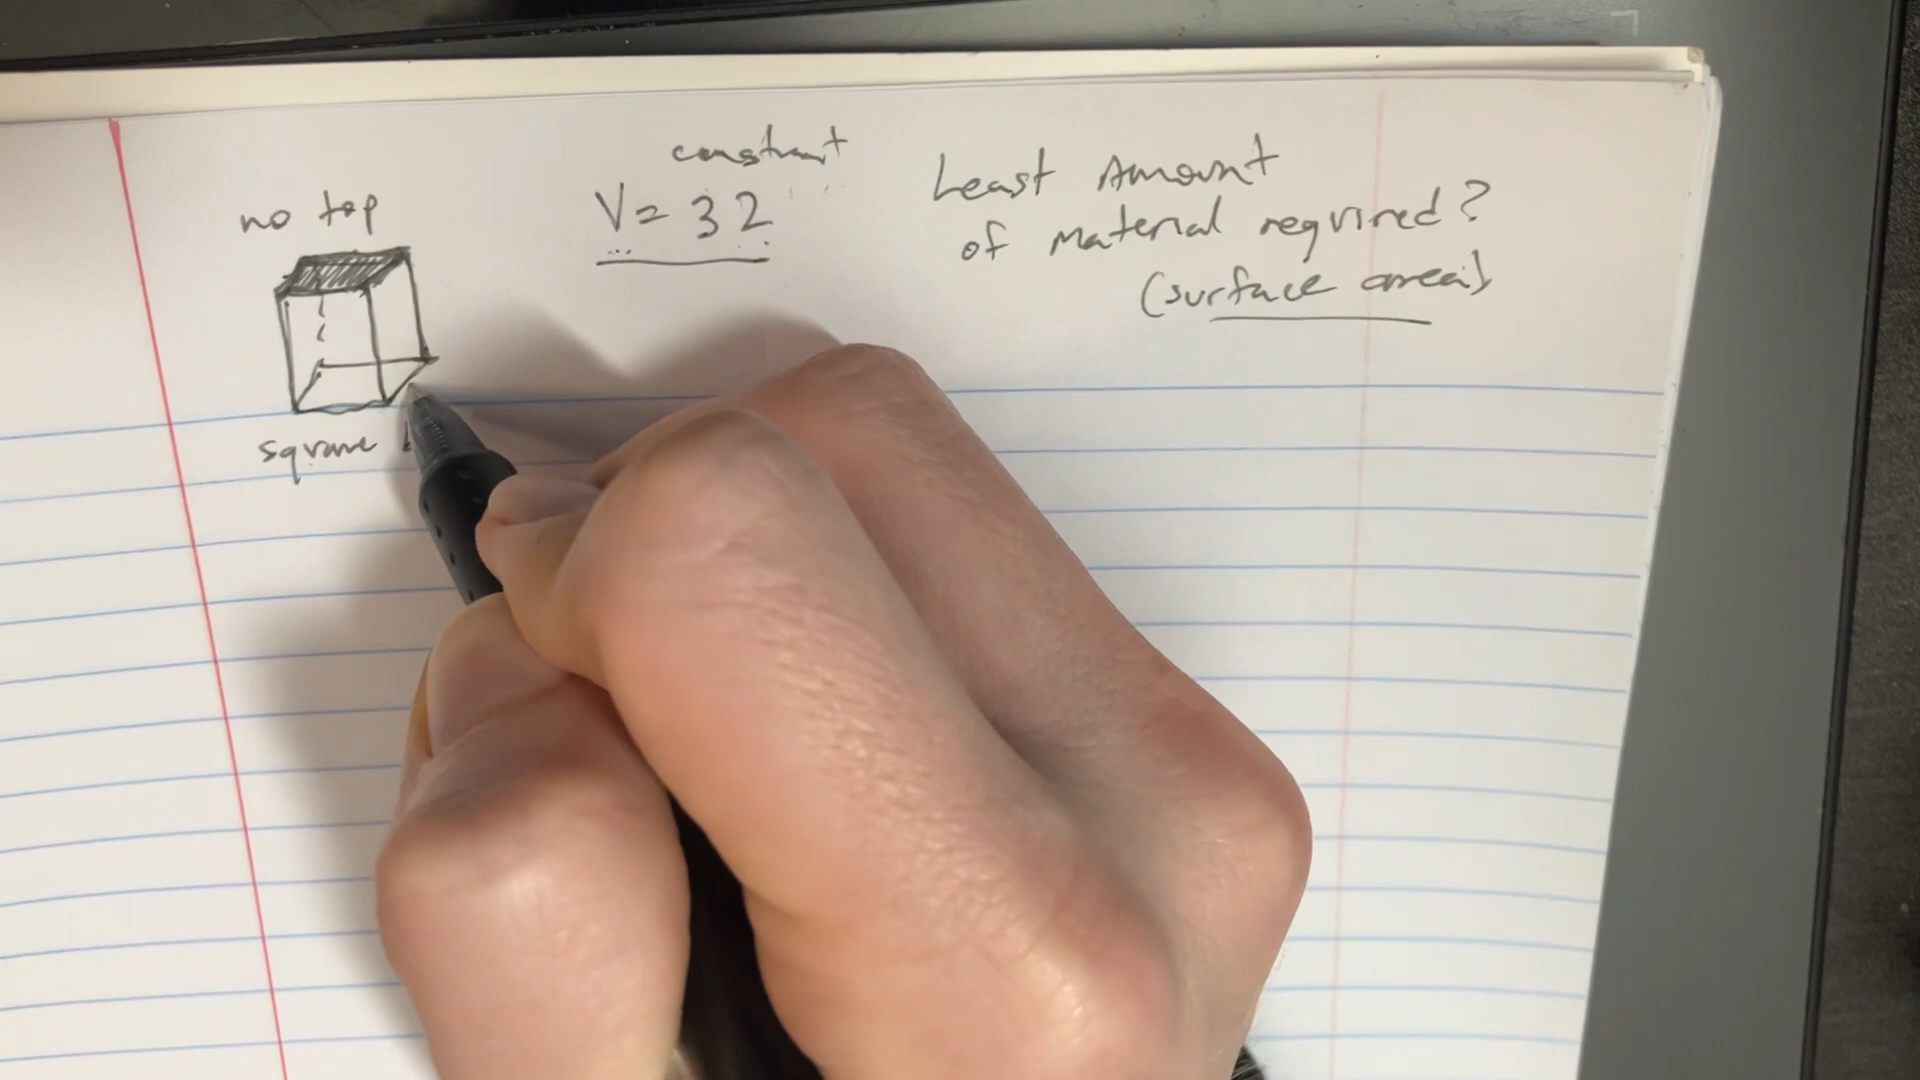 no top
square
constant
V = 32
Least Amount
of material required?
(surface area)